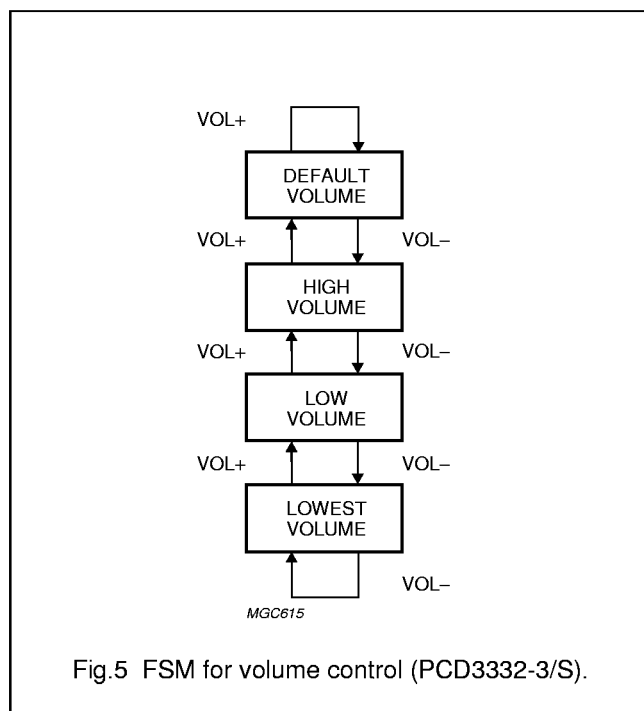 VOL+
DEFAULT
VOLUME
VOL+
VOL–
HIGH
VOLUME
VOL+
VOL–
LOW
VOLUME
VOL+
VOL–
LOWEST
VOLUME
VOL–
MGC615
Fig.5 FSM for volume control (PCD3332-3/S).